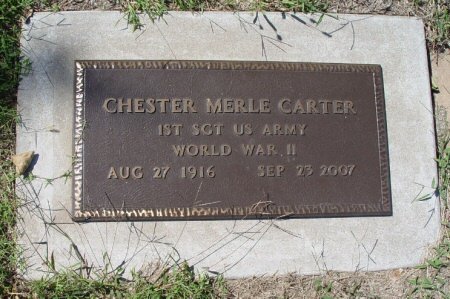 CHESTER MERLE CARTER
1ST SGT US ARMY
WORLD WAR II
AUG 27 1916 SEP 23 2007